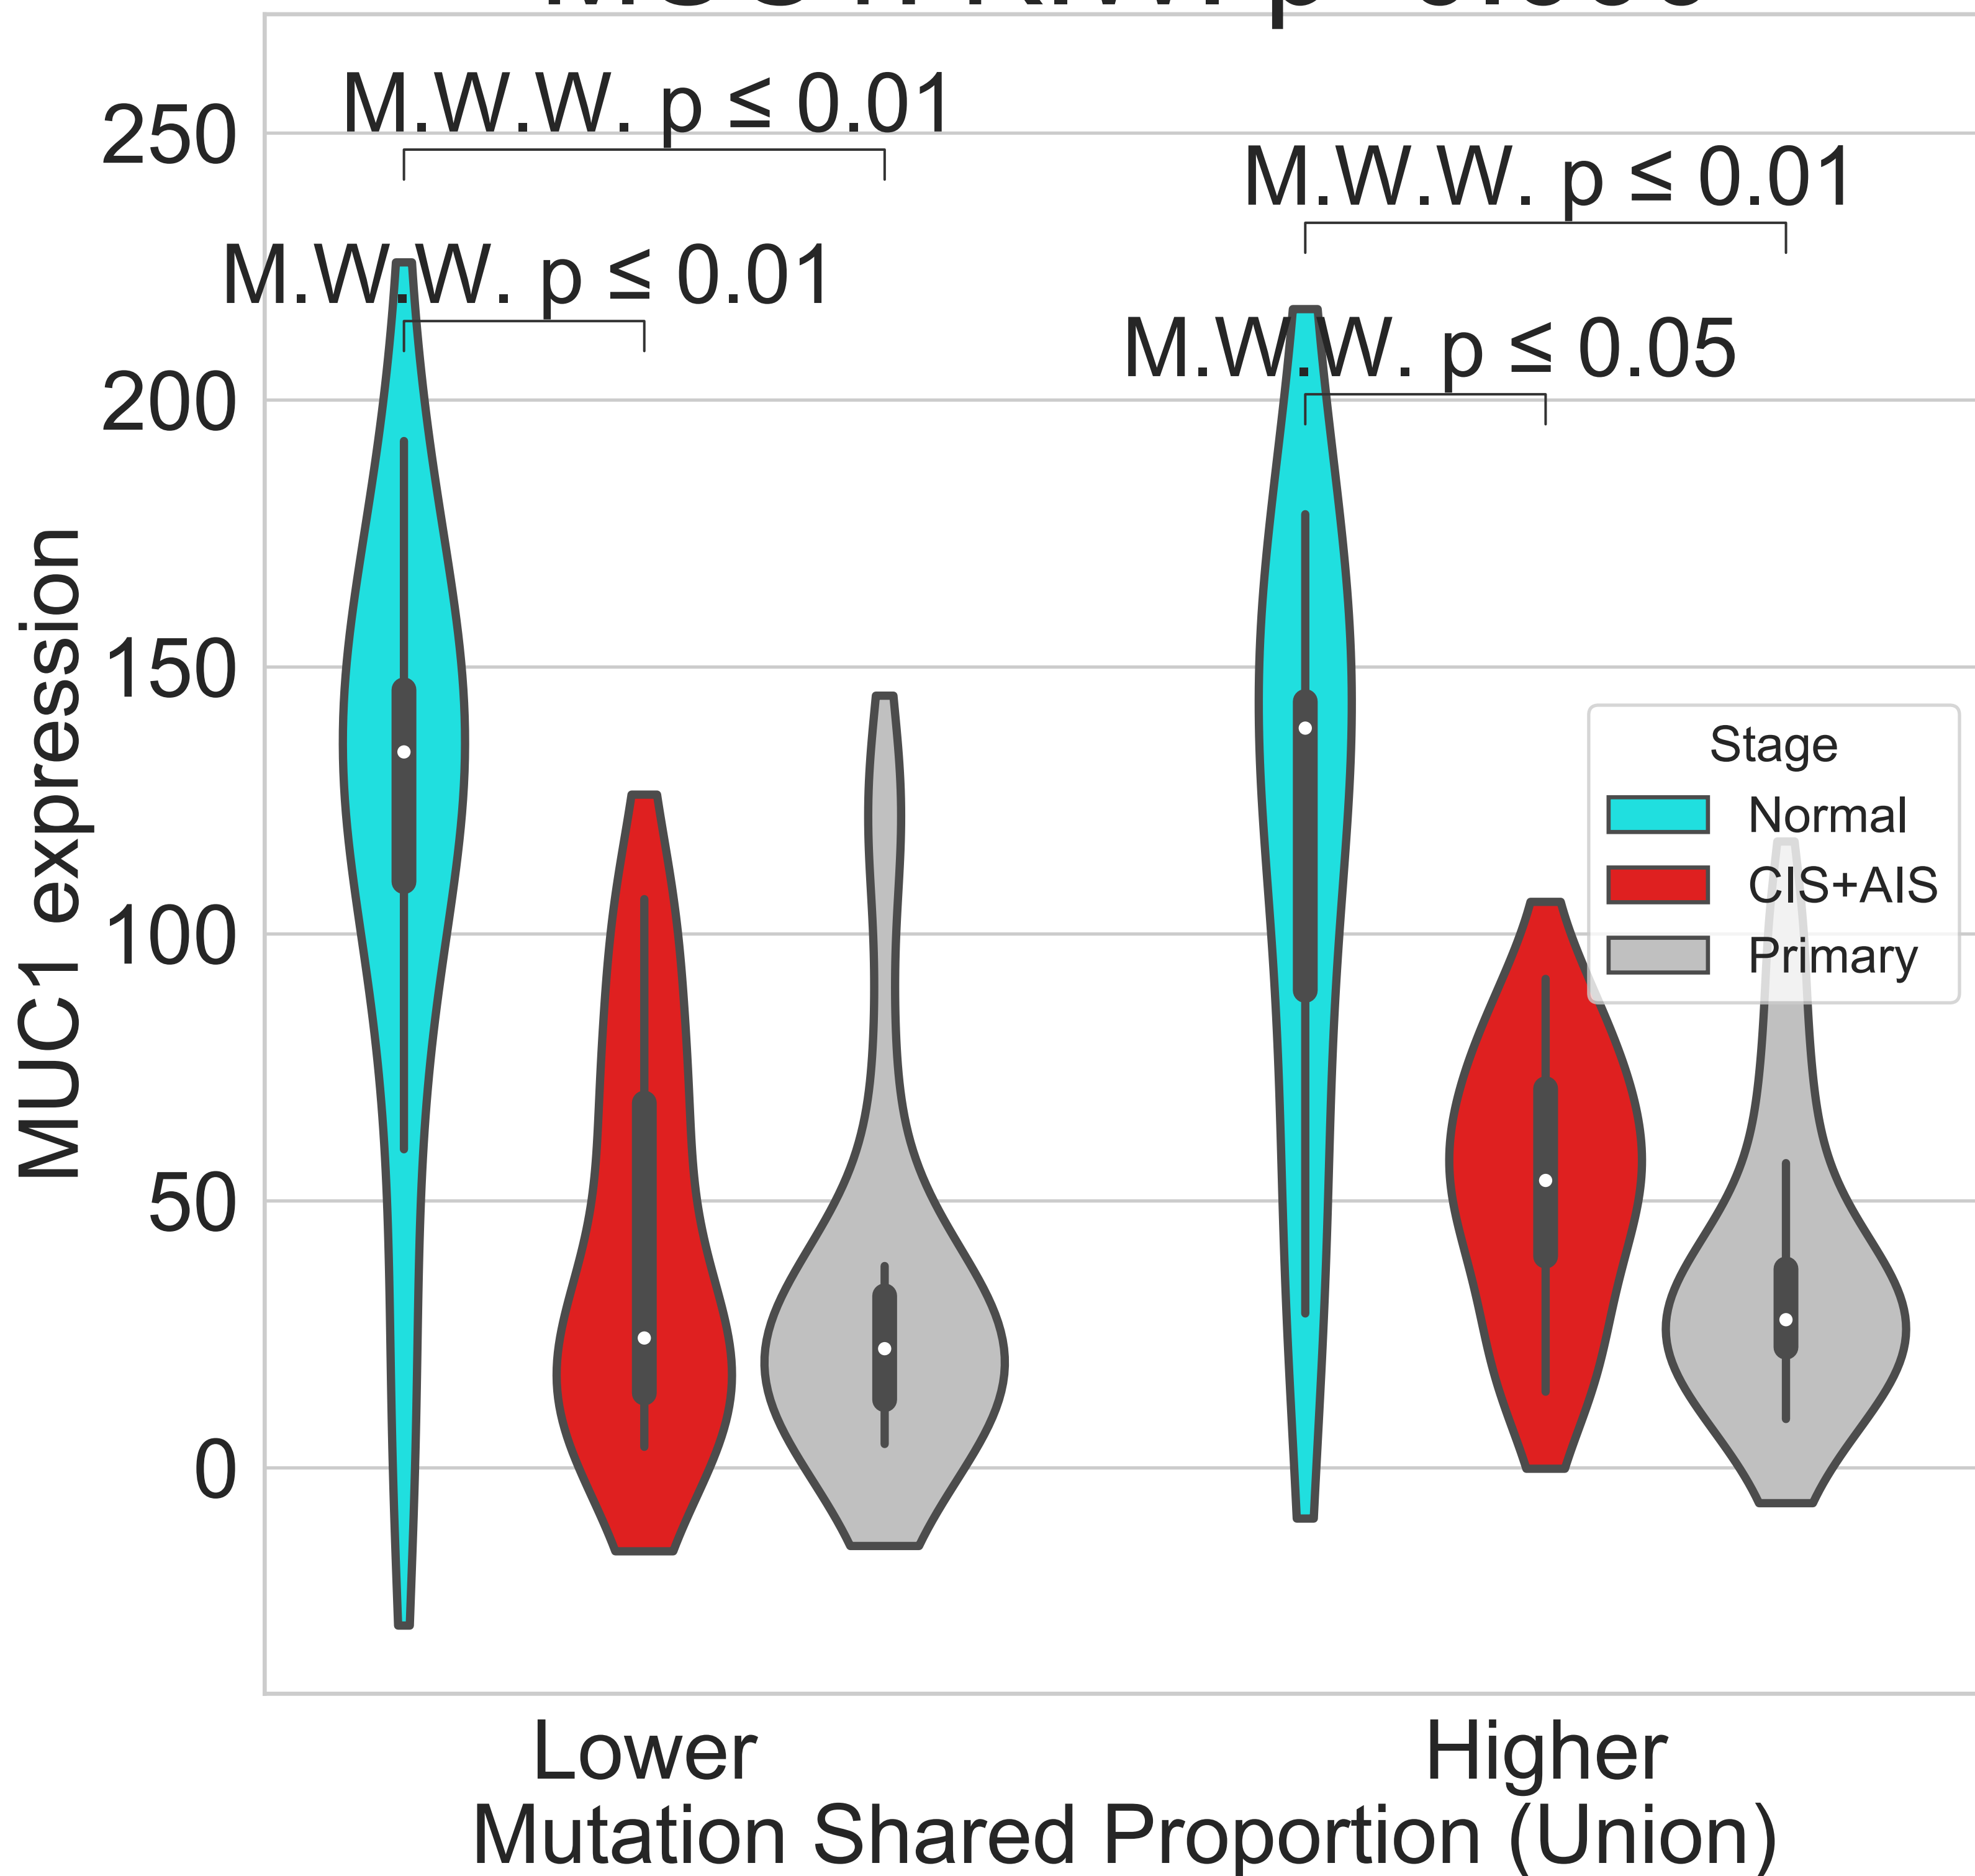 M.W.W. p ≤ 0.01
M.W.W. p ≤ 0.01
M.W.W. p ≤ 0.01
M.W.W. p ≤ 0.05
250
200
150
100
50
0
MUC1 expression
Stage
Normal
CIS+AIS
Primary
Lower
Higher
Mutation Shared Proportion (Union)